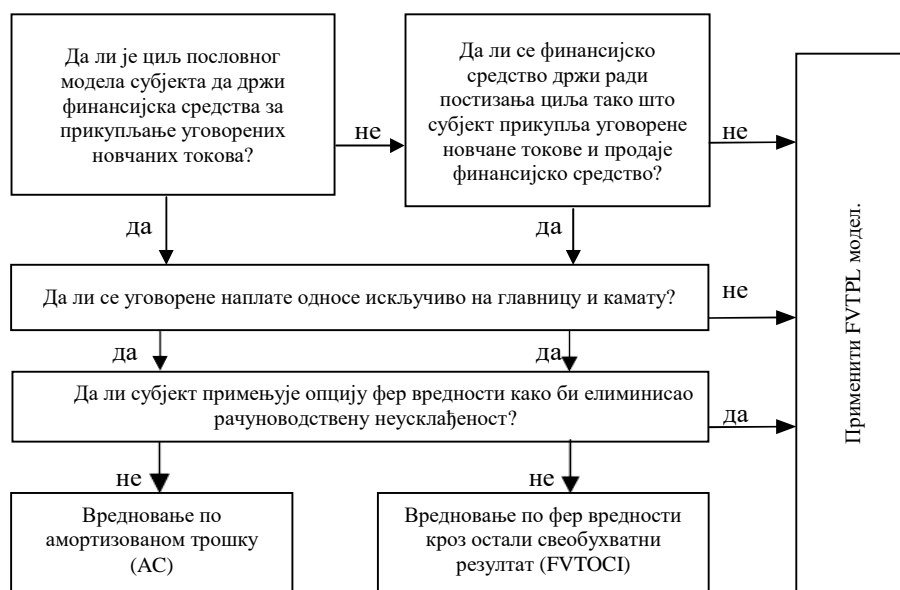 Да ли је циљ пословног
модела субјекта да држи
финансијска средства за
прикупљање уговорених
новчаних токова?
не
Да ли се финансијско
средство држи ради
постизања циља тако што
субјект прикупља уговорене
новчане токове и продаје
финансијско средство?
не
Применити FVTPL модел.
да
да
Да ли се уговорене наплате односе искључиво на главницу и камату?
не
да
да
Да ли субјект примењује опцију фер вредности како би елиминисао
рачуноводствену неусклађеност?
да
не
не
Вредновање по
амортизованом трошку
(AC)
Вредновање по фер вредности
кроз остали свеобухватни
резултат (FVTOCI)